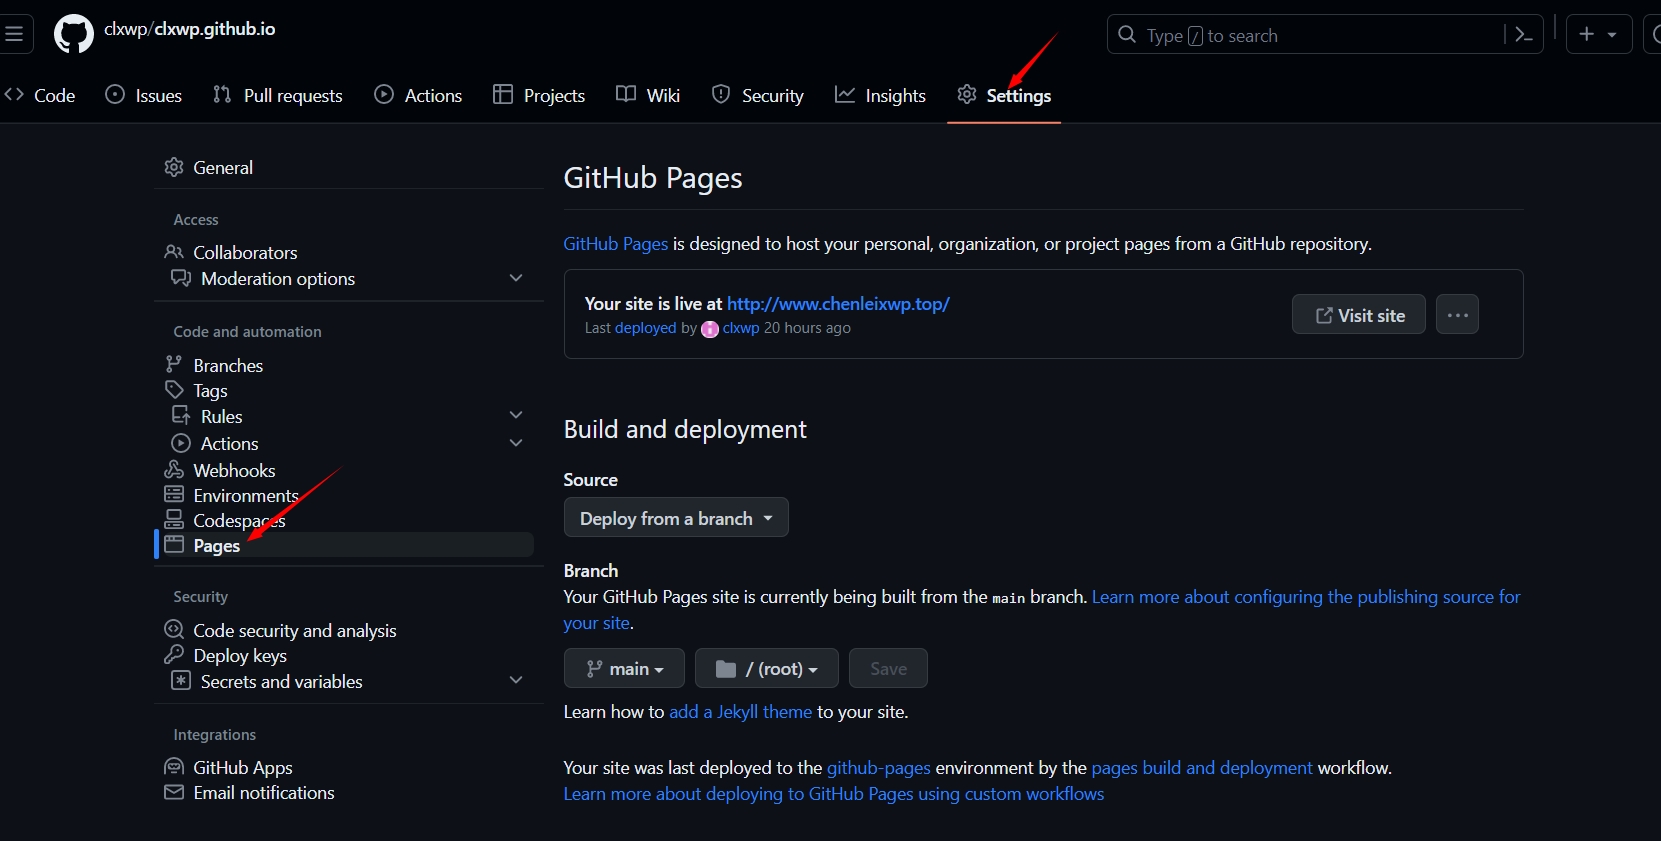 clxwp/clxwp.github.io
Type / to search
Code Issues Pull requests Actions Projects Wiki Security Insights Settings
General
Access
Collaborators
Moderation options
Code and automation
Branches
Tags
Rules
Actions
Webhooks
Environments
Codespaces
Pages
Security
Code security and analysis
Deploy keys
Secrets and variables
Integrations
GitHub Apps
Email notifications
GitHub Pages
GitHub Pages is designed to host your personal, organization, or project pages from a GitHub repository.
Your site is live at http://www.chenleixwp.top/
Last deployed by clxwp 20 hours ago
Visit site
Build and deployment
Source
Deploy from a branch
Branch
Your GitHub Pages site is currently being built from the main branch. Learn more about configuring the publishing source for
your site.
main / (root) Save
Learn how to add a Jekyll theme to your site.
Your site was last deployed to the github-pages environment by the pages build and deployment workflow.
Learn more about deploying to GitHub Pages using custom workflows